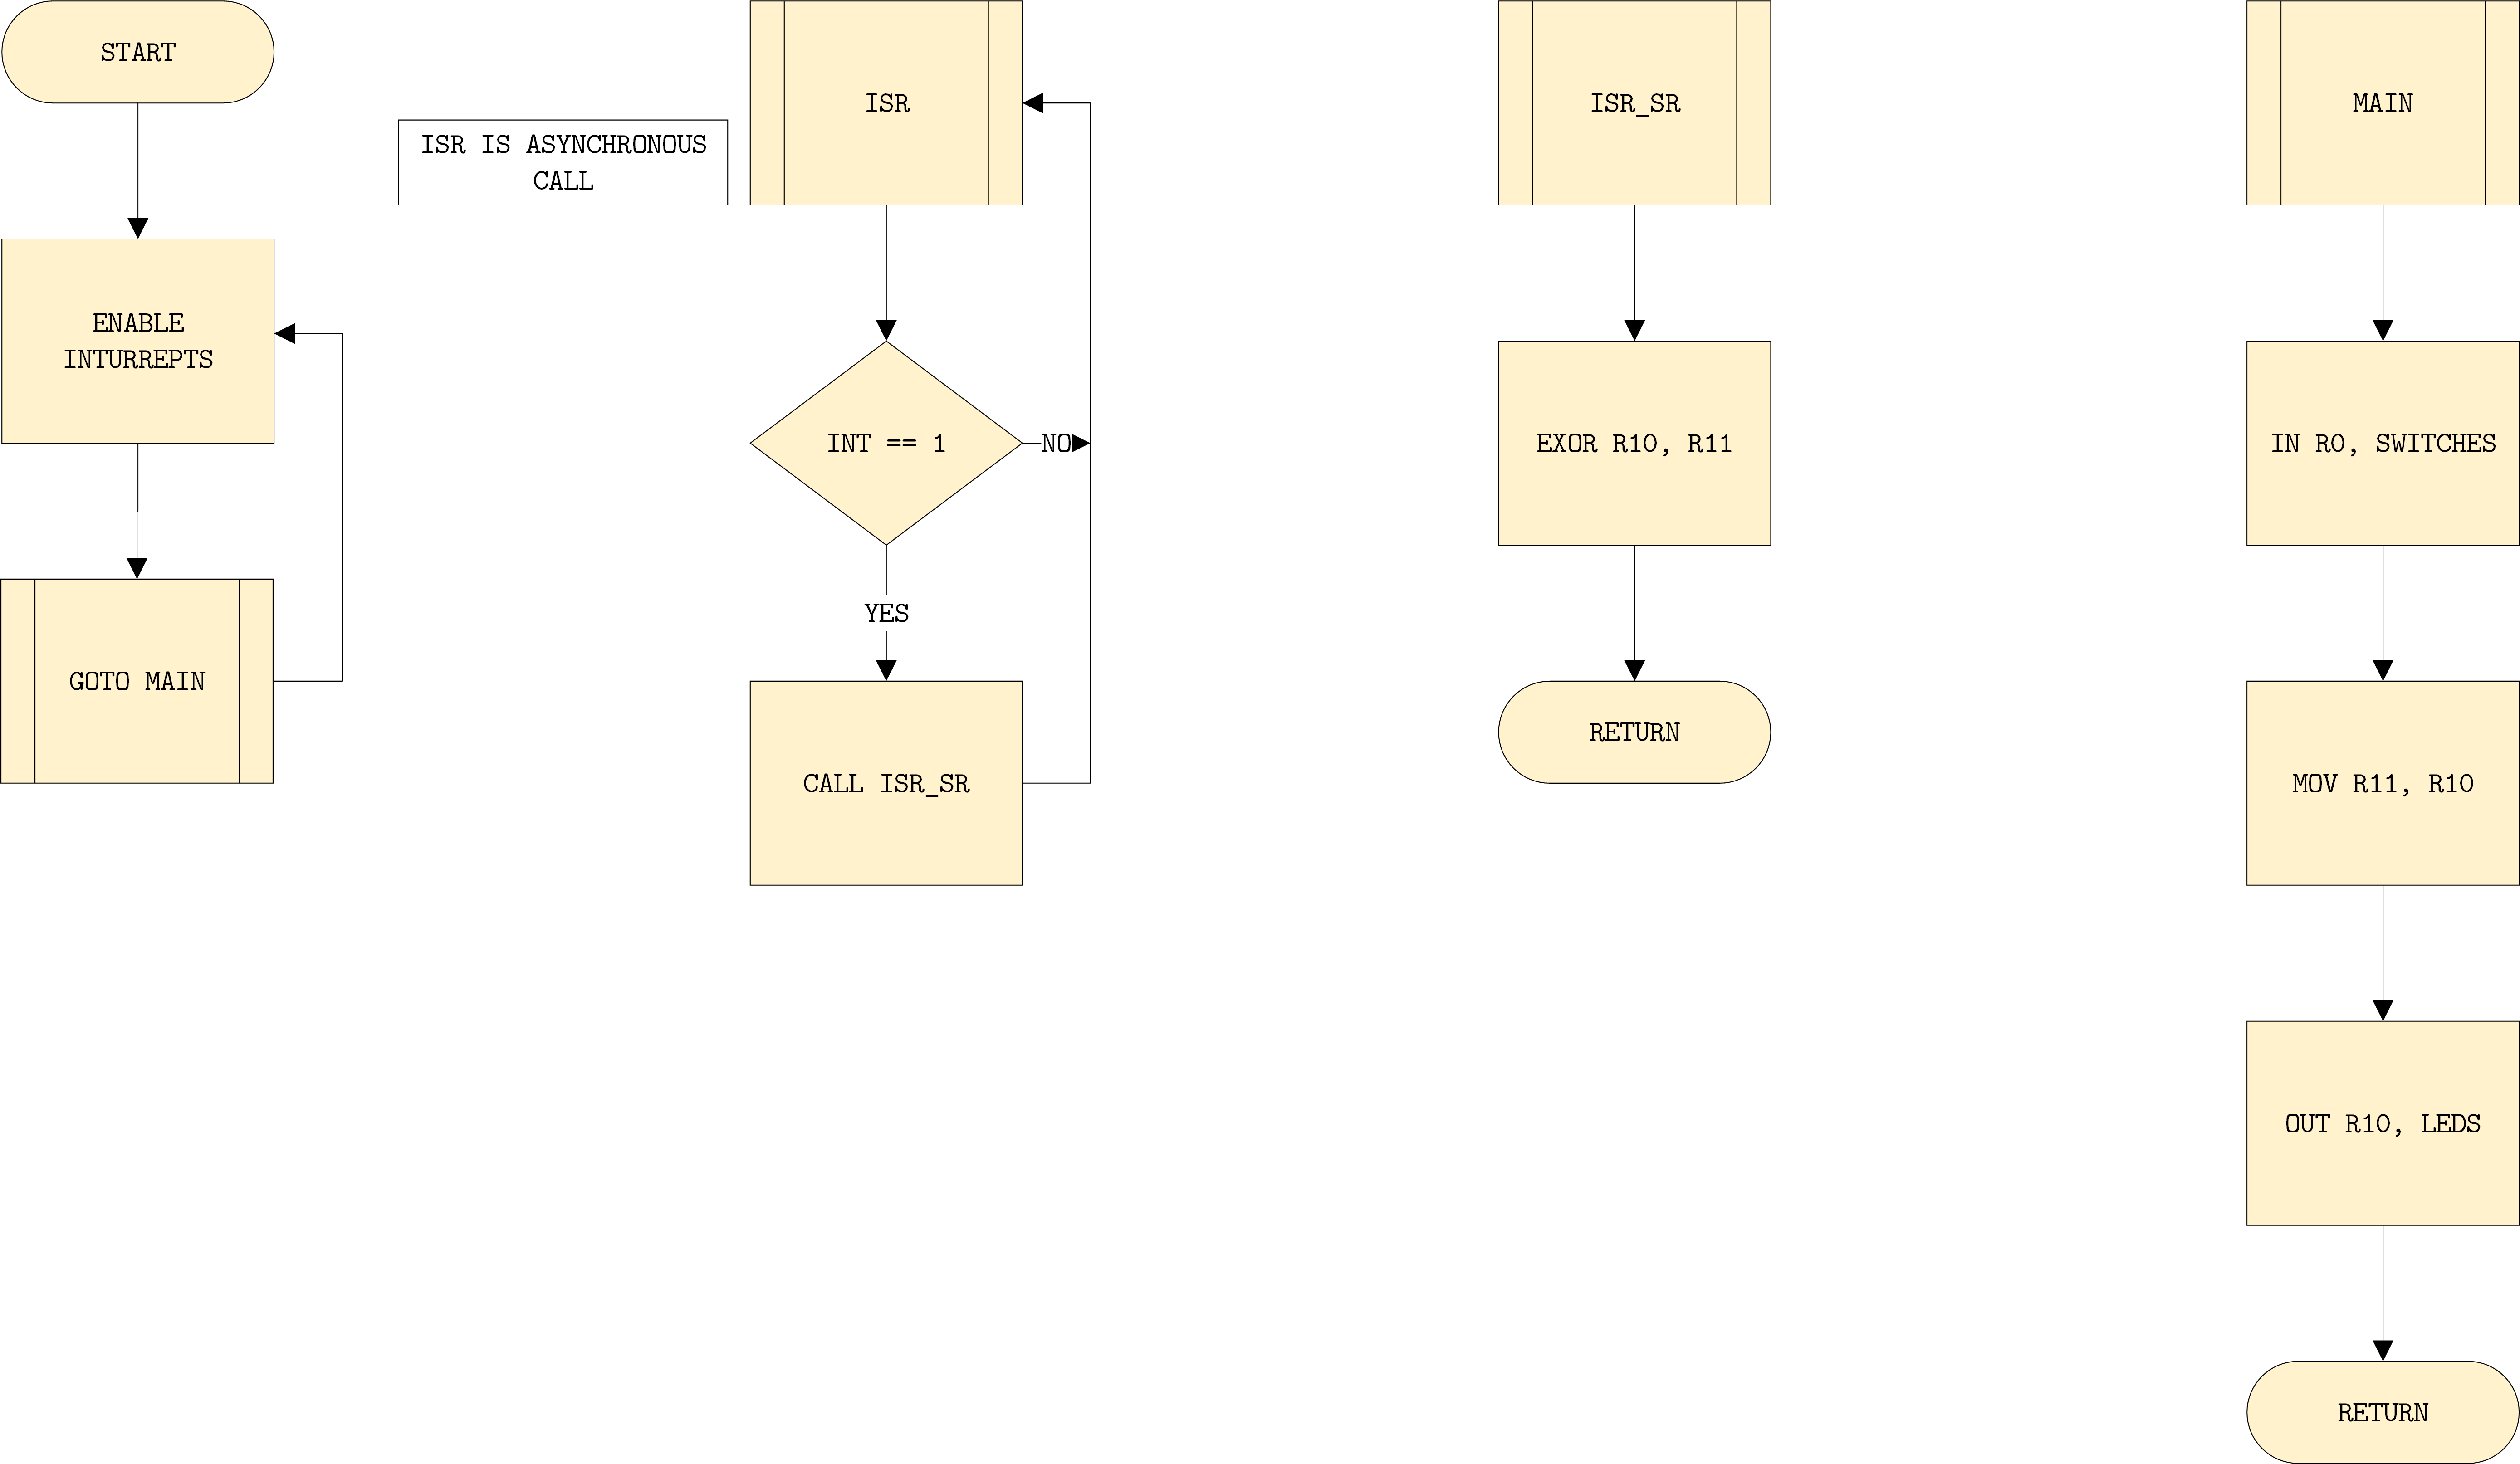 START
ENABLE
INTURREPTS
GOTO MAIN
ISR IS ASYNCHRONOUS
CALL
ISR
INT == 1
NO
YES
CALL ISR_SR
ISR_SR
EXOR R10, R11
RETURN
MAIN
IN R0, SWITCHES
MOV R11, R10
OUT R10, LEDS
RETURN